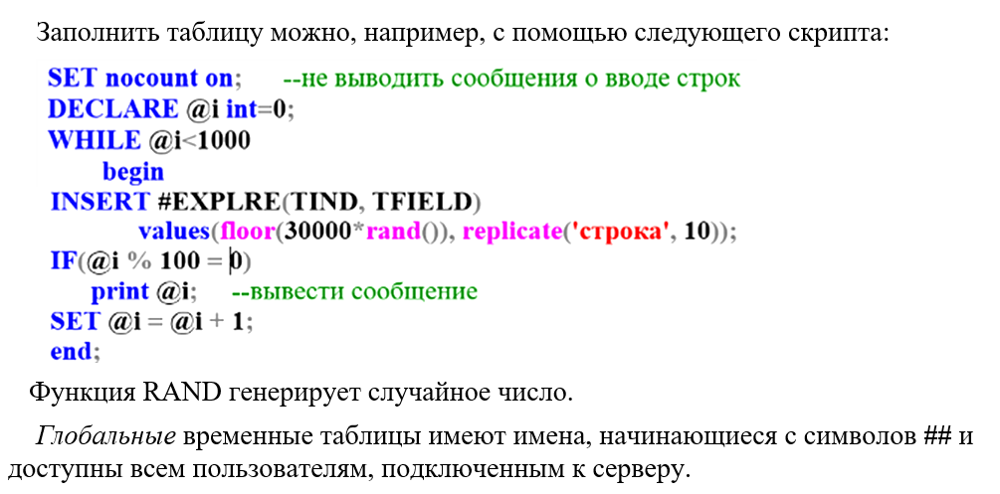 Заполнить таблицу можно, например, с помощью следующего скрипта:
SET nocount on; --не выводить сообщения о вводе строк
DECLARE @i int=0;
WHILE @i<1000
begin
INSERT #EXPLRE(TIND, TFIELD)
values(floor(30000*rand()), replicate('строка', 10));
IF(@i % 100 = 0)
print @i; --вывести сообщение
SET @i = @i + 1;
end;
Функция RAND генерирует случайное число.
Глобальные временные таблицы имеют имена, начинающиеся с символов ## и
доступны всем пользователям, подключенным к серверу.